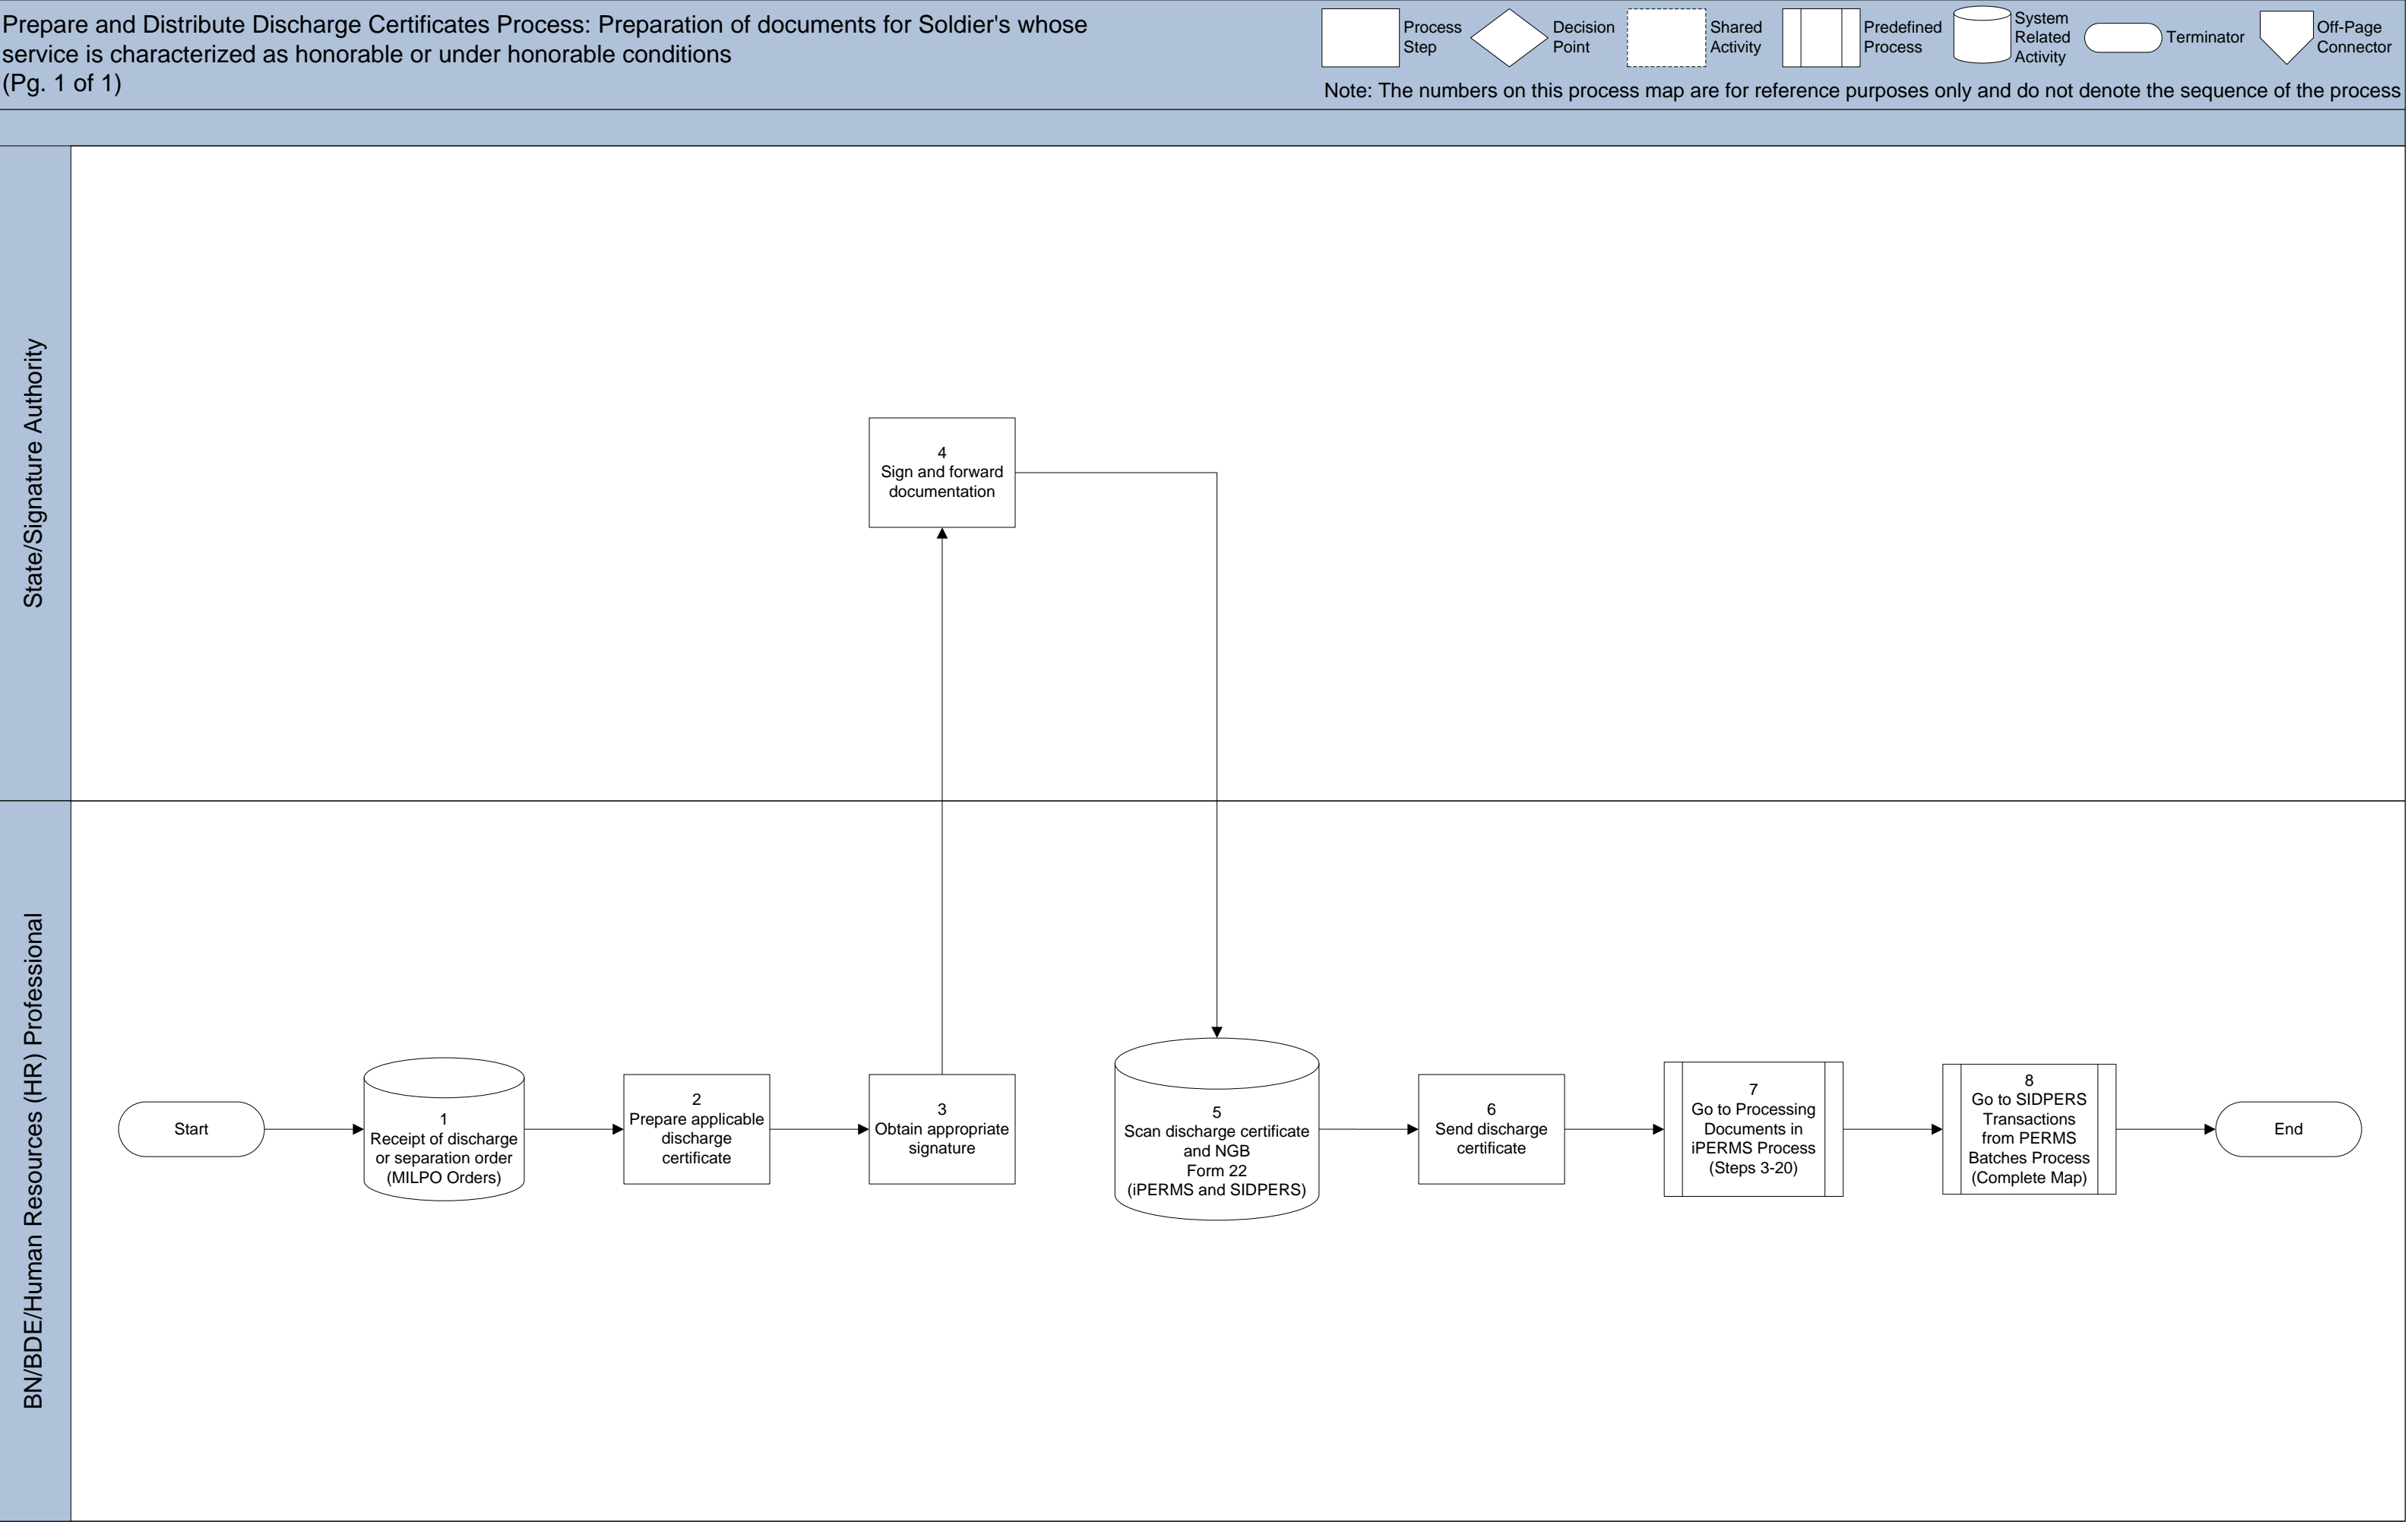 Prepare and Distribute Discharge Certificates Process: Preparation of documents for Soldier's whose
service is characterized as honorable or under honorable conditions
(Pg. 1 of 1)
Process
Step
Decision
Point
Shared
Activity
Predefined
Process
System
Related
Activity
Terminator
Off-Page
Connector
Note: The numbers on this process map are for reference purposes only and do not denote the sequence of the process
State/Signature Authority
4
Sign and forward
documentation
BN/BDE/Human Resources (HR) Professional
Start
1
Receipt of discharge
or separation order
(MILPO Orders)
2
Prepare applicable
discharge
certificate
3
Obtain appropriate
signature
5
Scan discharge certificate
and NGB
Form 22
(iPERMS and SIDPERS)
6
Send discharge
certificate
7
Go to Processing
Documents in
iPERMS Process
(Steps 3-20)
8
Go to SIDPERS
Transactions
from PERMS
Batches Process
(Complete Map)
End